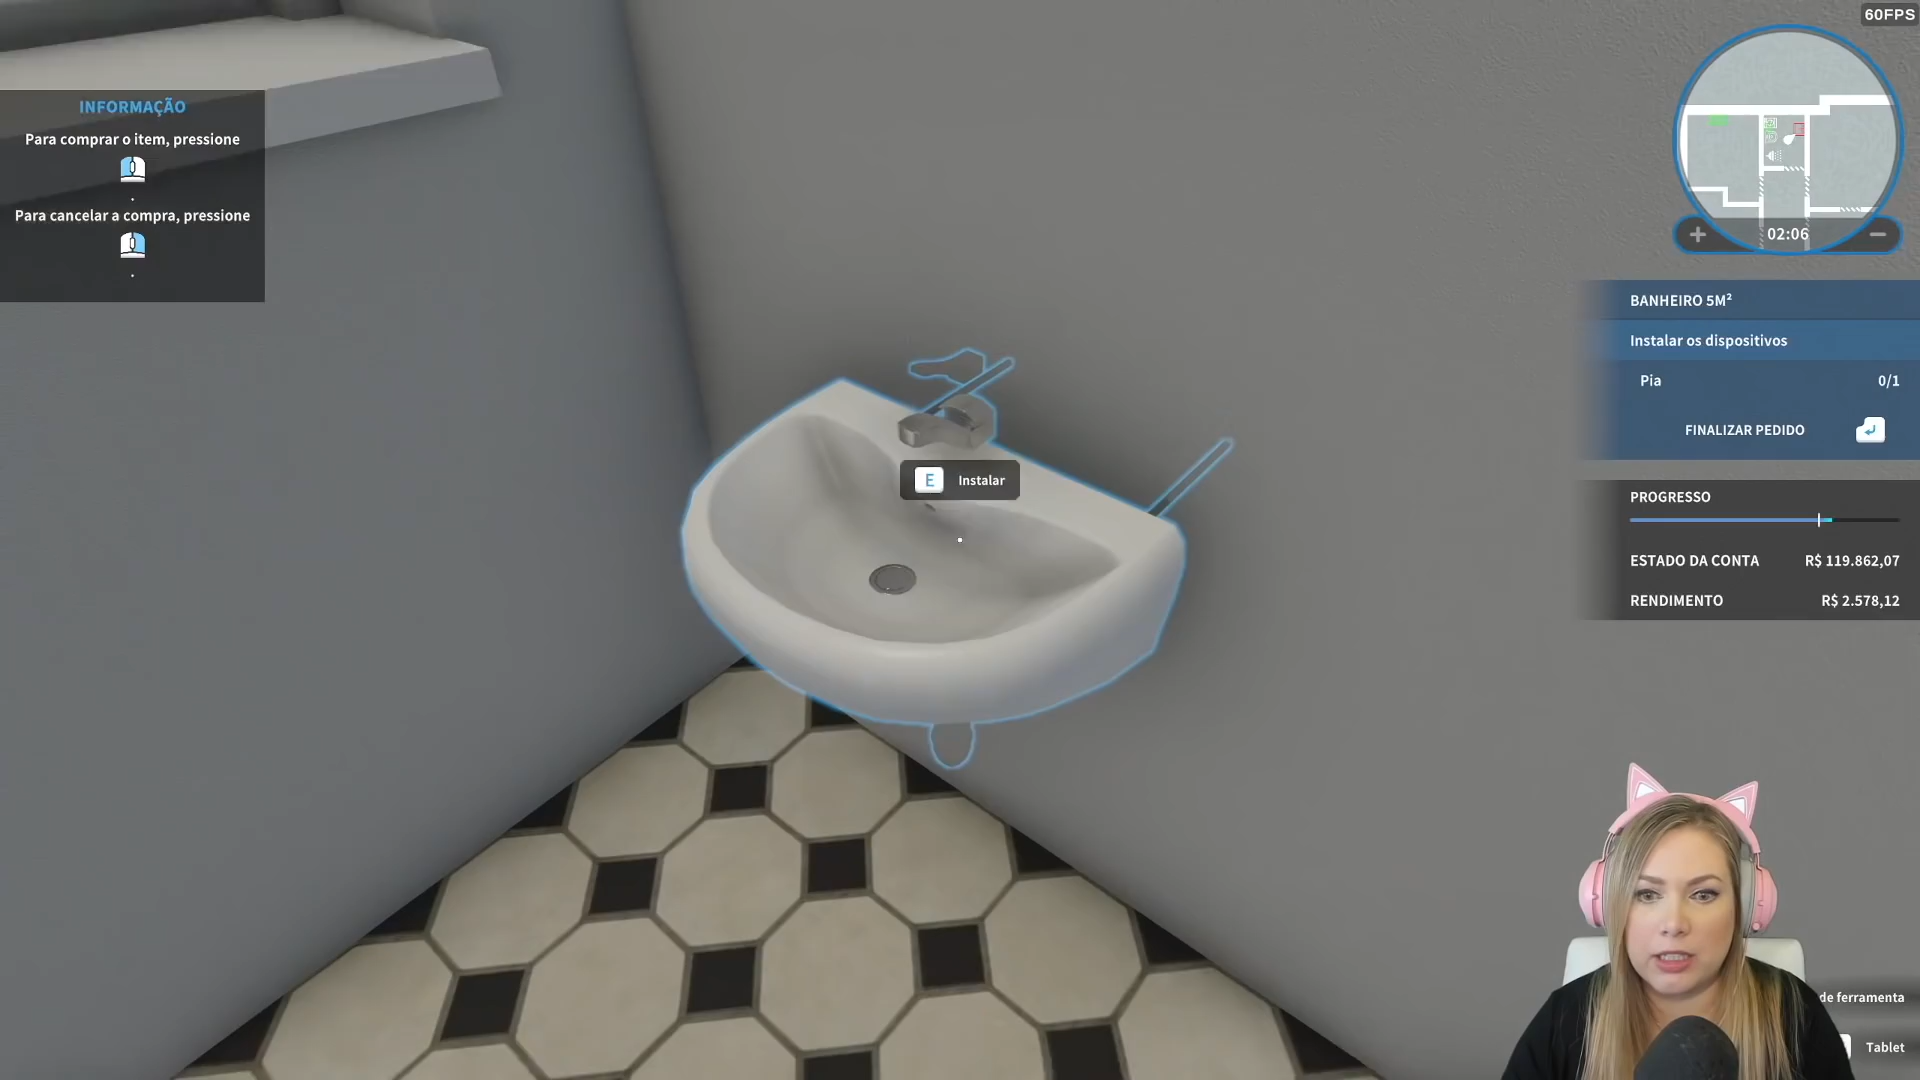 60FPS
INFORMAÇÃO
Para comprar o item, pressione
.
Para cancelar a compra, pressione
.
02:06
BANHEIRO 5M²
Instalar os dispositivos
Pia 0/1
FINALIZAR PEDIDO
E Instalar
PROGRESSO
ESTADO DA CONTA R$ 119.862,07
RENDIMENTO R$ 2.578,12
de ferramenta
Tablet